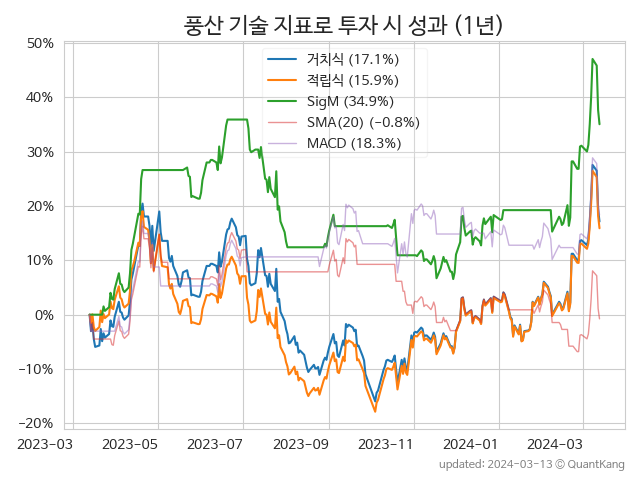 풍산 기술 지표로 투자 시 성과 (1년)
거치식 (17.1%)
적립식 (15.9%)
SigM (34.9%)
SMA(20) (−0.8%)
MACD (18.3%)
50%
40%
30%
20%
10%
0%
−10%
−20%
2023-03
2023-05
2023-07
2023-09
2023-11
2024-01
2024-03
updated: 2024-03-13 ⓒ QuantKang